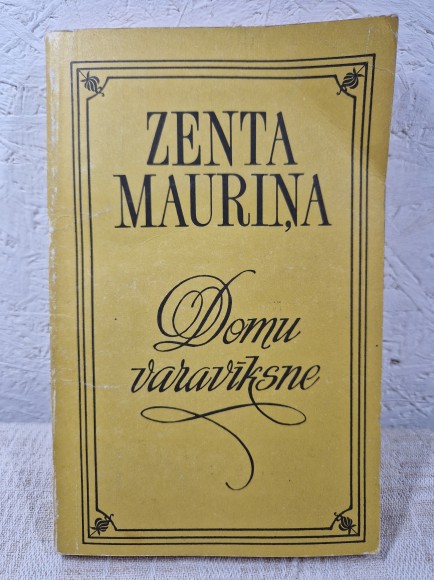 ZENTA
MAURIŅA
Domu
varavīksne